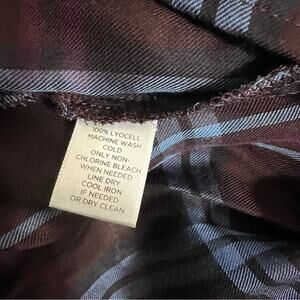 100% LYOCELL
MACHINE WASH
COLD
ONLY NON-
CHLORINE BLEACH
WHEN NEEDED
LINE DRY
COOL IRON
IF NEEDED
OR DRY CLEAN